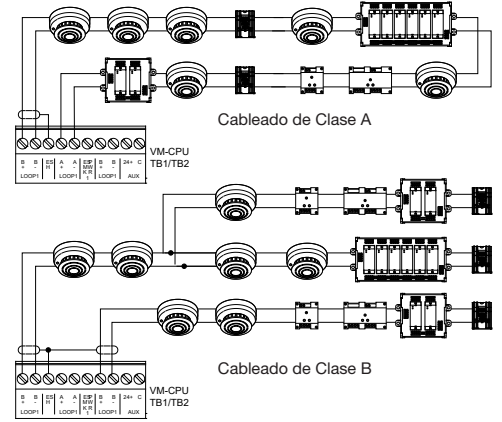 Cableado de Clase A
VM-CPU
TB1/TB2
B + B - ES H A + A - ESP MW K R 1 B + B - 24+ C
LOOP1 LOOP1 LOOP1 AUX
Cableado de Clase B
VM-CPU
TB1/TB2
B + B - ES H A + A - ESP MW K R 1 B + B - 24+ C
LOOP1 LOOP1 LOOP1 AUX